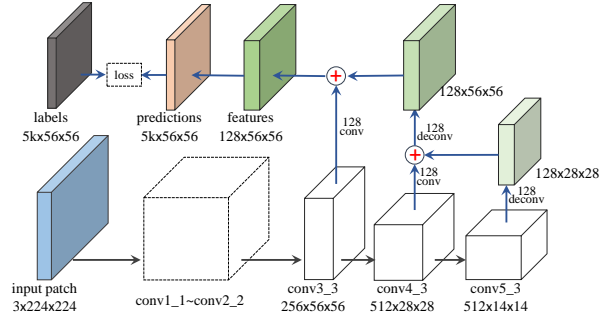 loss
labels
5kx56x56
predictions
5kx56x56
features
128x56x56
128
conv
128x56x56
128
deconv
128
conv
128x28x28
128
deconv
input patch
3x224x224
conv1_1~conv2_2
conv3_3
256x56x56
conv4_3
512x28x28
conv5_3
512x14x14